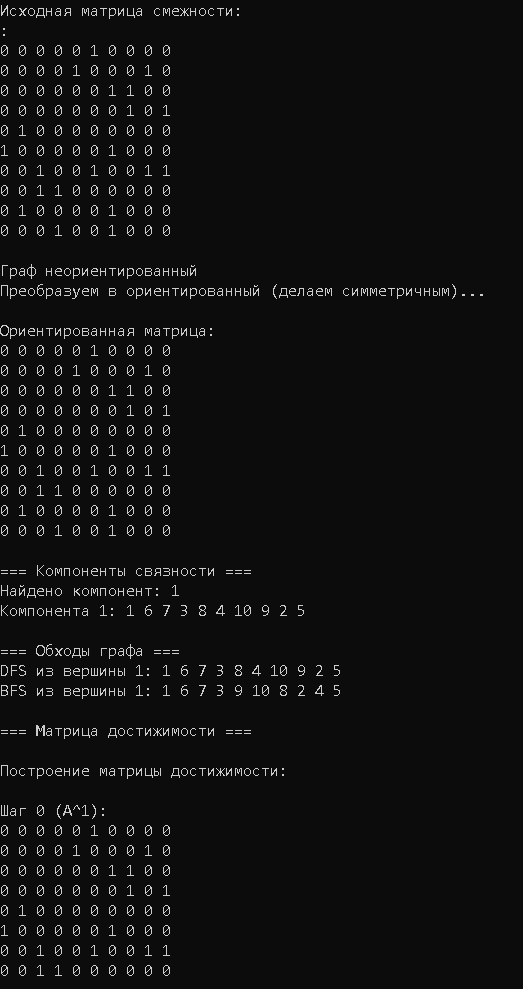 Исходная матрица смежности:
:
0 0 0 0 0 1 0 0 0 0
0 0 0 0 1 0 0 0 1 0
0 0 0 0 0 0 1 1 0 0
0 0 0 0 0 0 0 1 0 1
0 1 0 0 0 0 0 0 0 0
1 0 0 0 0 0 1 0 0 0
0 0 1 0 0 1 0 0 1 1
0 0 1 1 0 0 0 0 0 0
0 1 0 0 0 0 1 0 0 0
0 0 0 1 0 0 1 0 0 0
Граф неориентированный
Преобразуем в ориентированный (делаем симметричным)...
Ориентированная матрица:
0 0 0 0 0 1 0 0 0 0
0 0 0 0 1 0 0 0 1 0
0 0 0 0 0 0 1 1 0 0
0 0 0 0 0 0 0 1 0 1
0 1 0 0 0 0 0 0 0 0
1 0 0 0 0 0 1 0 0 0
0 0 1 0 0 1 0 0 1 1
0 0 1 1 0 0 0 0 0 0
0 1 0 0 0 0 1 0 0 0
0 0 0 1 0 0 1 0 0 0
=== Компоненты связности ===
Найдено компонент: 1
Компонента 1: 1 6 7 3 8 4 10 9 2 5
=== Обходы графа ===
DFS из вершины 1: 1 6 7 3 8 4 10 9 2 5
BFS из вершины 1: 1 6 7 3 9 10 8 2 4 5
=== Матрица достижимости ===
Построение матрицы достижимости:
Шаг 0 (A^1):
0 0 0 0 0 1 0 0 0 0
0 0 0 0 1 0 0 0 1 0
0 0 0 0 0 0 1 1 0 0
0 0 0 0 0 0 0 1 0 1
0 1 0 0 0 0 0 0 0 0
1 0 0 0 0 0 1 0 0 0
0 0 1 0 0 1 0 0 1 1
0 0 1 1 0 0 0 0 0 0